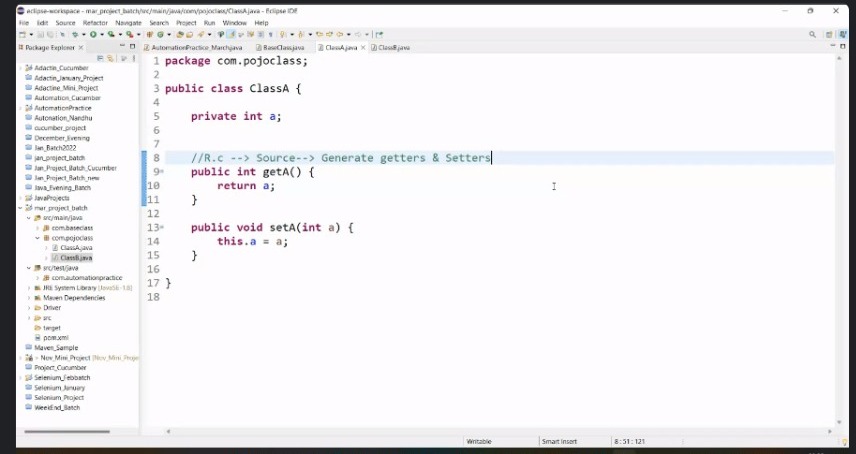 eclipse-workspace - mar_project_batch/src/main/java/com/pojoclass/ClassA.java - Eclipse IDE
File Edit Source Refactor Navigate Search Project Run Window Help
Package Explorer
AutomationPractice_March.java BaseClass.java ClassA.java ClassB.java
Adactin_Cucumber
Adactin_January_Project
Adactine_Mini_Project
Automation_Cucumber
AutomationPractice
Automation_Nandhu
cucumber_project
December_Evening
Jan_Batch2022
jan_project_batch
Jan_Project_Batch_Cucumber
Jan_Project_Batch_new
Java_Evening_Batch
JavaProjects
mar_project_batch
src/main/java
com.baseclass
com.pojoclass
ClassA.java
ClassB.java
src/test/java
com.automationpractice
JRE System Library [JavaSE-1.8]
Maven Dependencies
Driver
src
target
pom.xml
Maven_Sample
> Nov_Mini_Project [Nov_Mini_Proje
Project_Cucumber
Selenium_Febbatch
Selenium_January
Selenium_Project
WeekEnd_Batch
1 package com.pojoclass;
2
3 public class ClassA {
4
5 private int a;
6
7
8 //R.c --> Source--> Generate getters & Setters
9 public int getA() {
10 return a;
11 }
12
13 public void setA(int a) {
14 this.a = a;
15 }
16
17 }
18
Writable Smart Insert 8 : 51 : 121